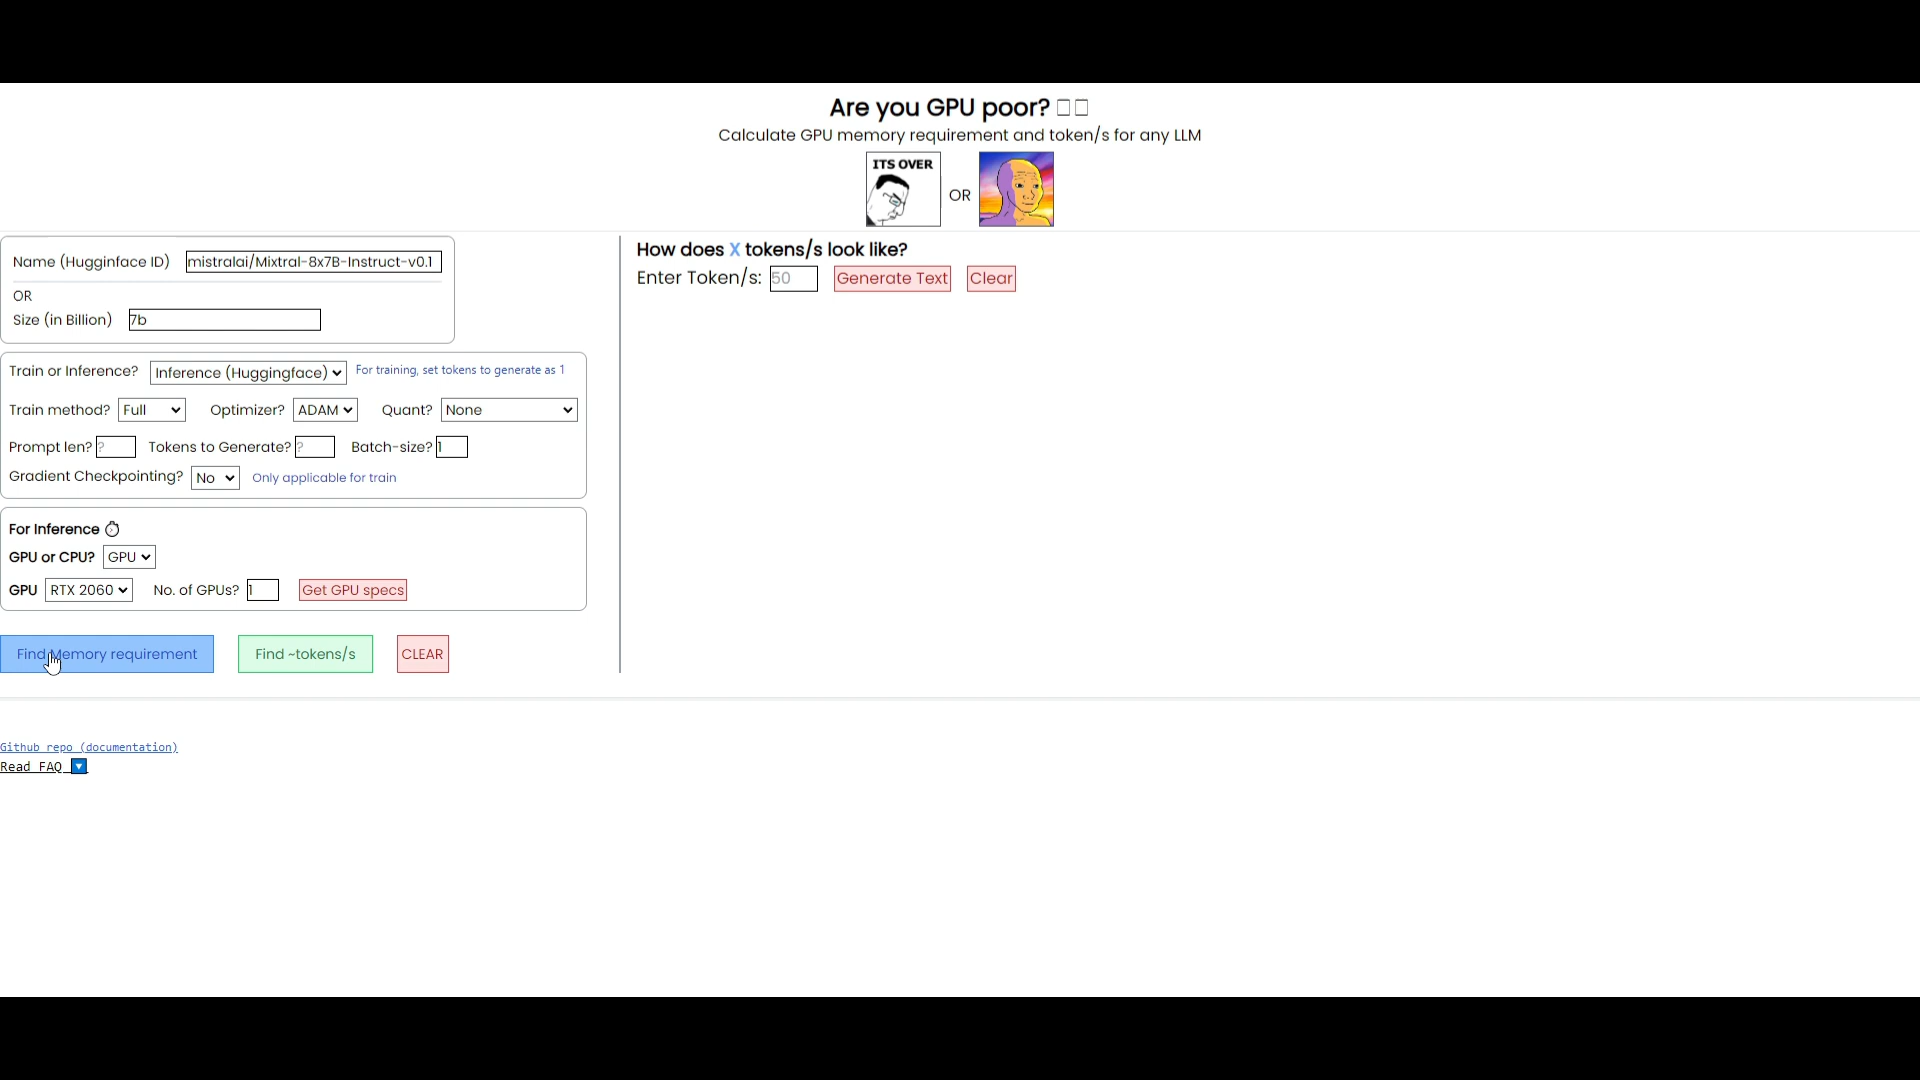 Are you GPU poor?
Calculate GPU memory requirement and token/s for any LLM
ITS OVER
OR
Name (Hugginface ID) mistralai/Mixtral-8x7B-Instruct-v0.1
OR
Size (in Billion) 7b
Train or Inference? Inference (Huggingface) For training, set tokens to generate as 1
Train method? Full Optimizer? ADAM Quant? None
Prompt len? ? Tokens to Generate? ? Batch-size? 1
Gradient Checkpointing? No Only applicable for train
For Inference
GPU or CPU? GPU
GPU RTX 2060 No. of GPUs? 1 Get GPU specs
Find Memory requirement Find ~tokens/s CLEAR
How does X tokens/s look like?
Enter Token/s: 50 Generate Text Clear
Github repo (documentation)
Read FAQ